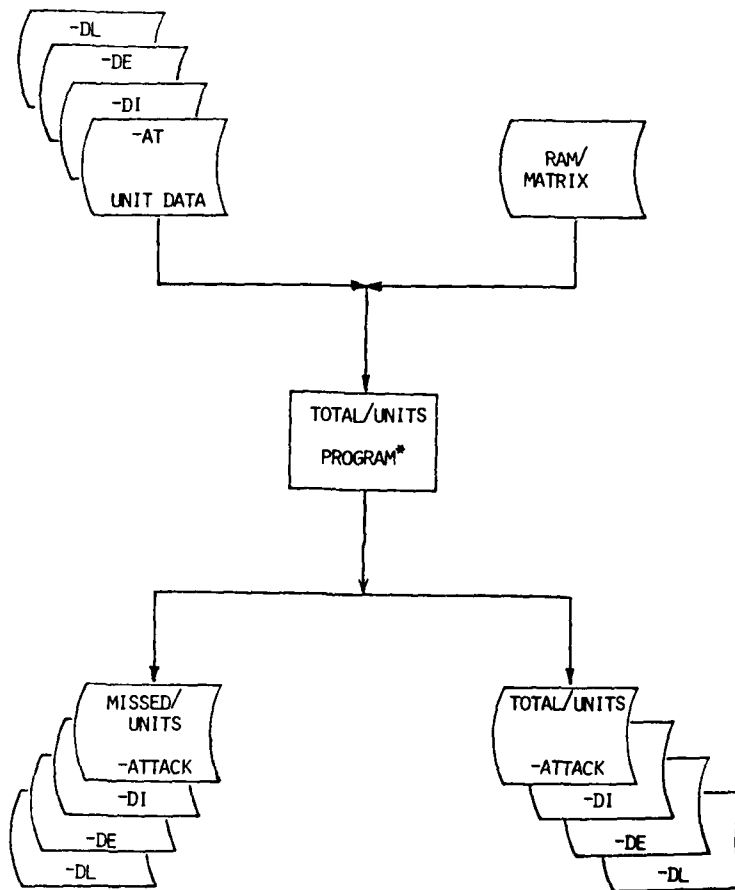 -DL
-DE
-DI
-AT
UNIT DATA
RAM/
MATRIX
TOTAL/UNITS
PROGRAM*
MISSED/
UNITS
-ATTACK
-DI
-DE
-DL
TOTAL/UNITS
-ATTACK
-DI
-DE
-DL